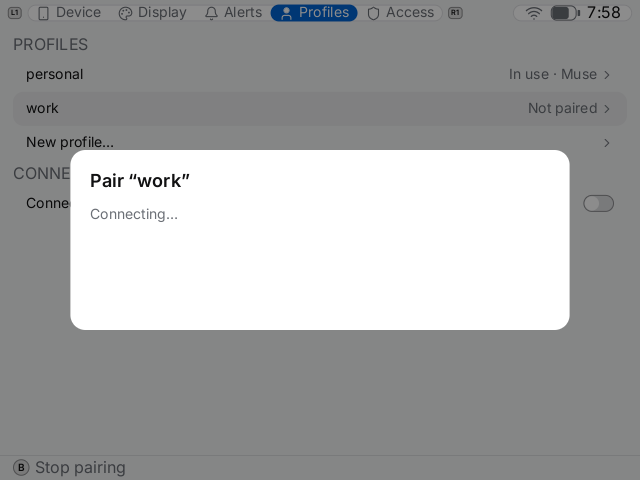 L1 Device Display Alerts Profiles Access R1 7:58
PROFILES
personal In use · Muse
work Not paired
New profile...
CONNE
Conne
Pair “work”
Connecting...
B Stop pairing